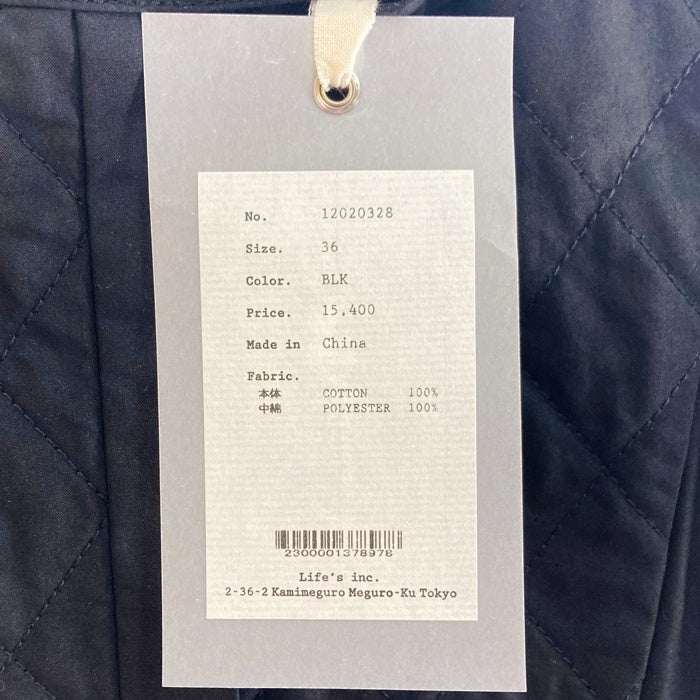 No. 12020328
Size. 36
Color. BLK
Price. 15,400
Made in China
Fabric.
本体 COTTON 100%
中綿 POLYESTER 100%
2300001378978
Life's inc.
2-36-2 Kamimeguro Meguro-Ku Tokyo